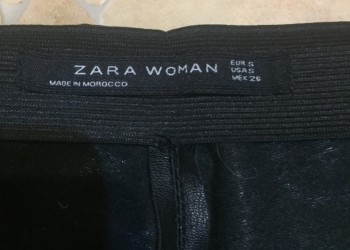 ZARA WOMAN
MADE IN MOROCCO
EUR S
USA S
MEX 26